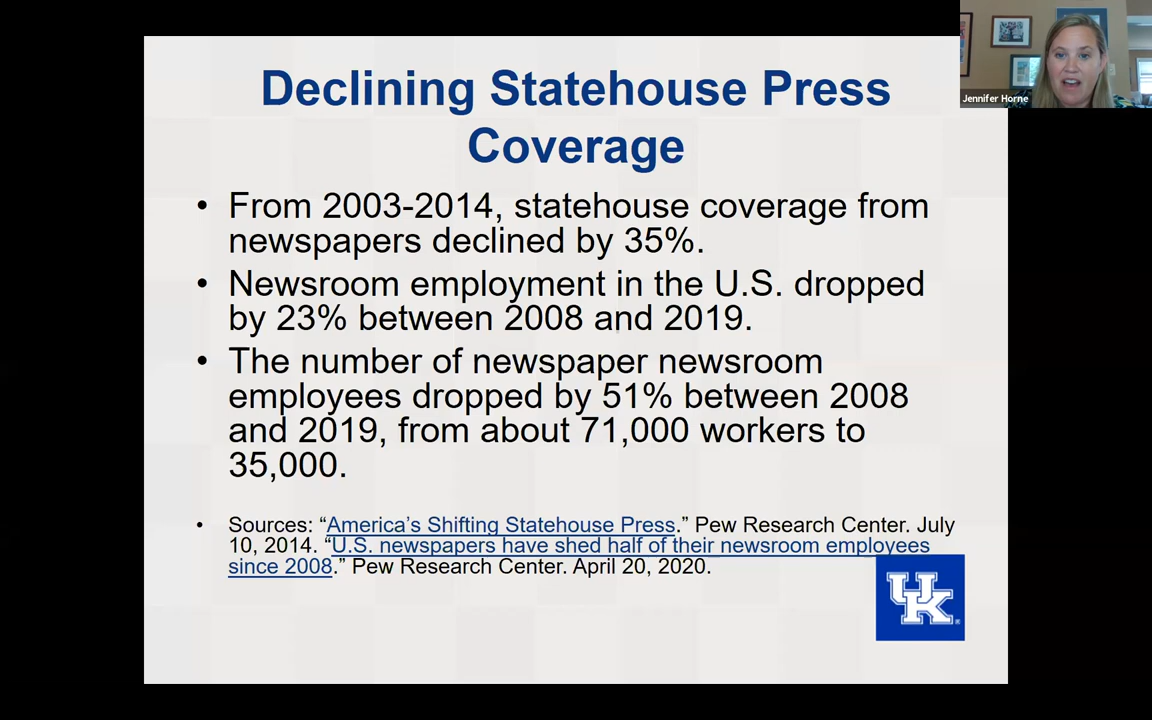 Declining Statehouse Press
Coverage
Jennifer Horne
• From 2003-2014, statehouse coverage from
newspapers declined by 35%.
• Newsroom employment in the U.S. dropped
by 23% between 2008 and 2019.
• The number of newspaper newsroom
employees dropped by 51% between 2008
and 2019, from about 71,000 workers to
35,000.
• Sources: “America’s Shifting Statehouse Press.” Pew Research Center. July
10, 2014. “U.S. newspapers have shed half of their newsroom employees
since 2008.” Pew Research Center. April 20, 2020.
UK®